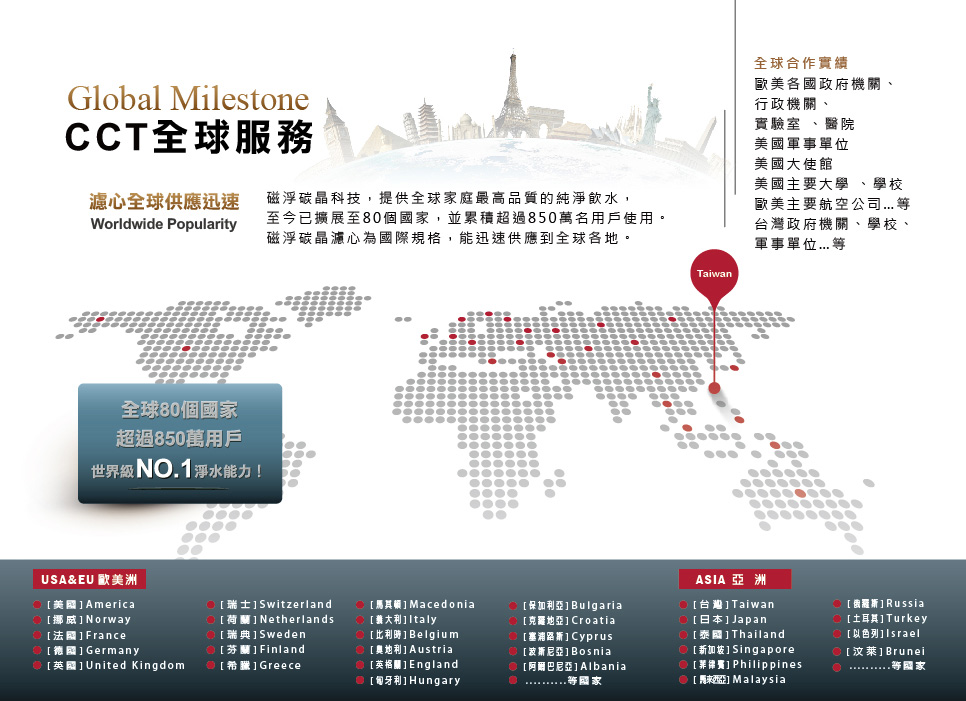 Global Milestone
CCT全球服務
濾心全球供應迅速
Worldwide Popularity
磁浮碳晶科技，提供全球家庭最高品質的純淨飲水，
至今已擴展至80個國家，並累積超過850萬名用戶使用。
磁浮碳晶濾心為國際規格，能迅速供應到全球各地。
全球合作實績
歐美各國政府機關、
行政機關、
實驗室 、醫院
美國軍事單位
美國大使館
美國主要大學 、學校
歐美主要航空公司...等
台灣政府機關、學校、
軍事單位...等
Taiwan
全球80個國家
超過850萬用戶
世界級NO.1淨水能力！
USA&EU 歐美洲
[美國]America
[挪威]Norway
[法國]France
[德國]Germany
[英國]United Kingdom
[瑞士]Switzerland
[荷蘭]Netherlands
[瑞典]Sweden
[芬蘭]Finland
[希臘]Greece
[馬其頓]Macedonia
[義大利]Italy
[比利時]Belgium
[奧地利]Austria
[英格蘭]England
[匈牙利]Hungary
[保加利亞]Bulgaria
[克羅地亞]Croatia
[塞浦路斯]Cyprus
[波斯尼亞]Bosnia
[阿爾巴尼亞]Albania
..........等國家
ASIA 亞 洲
[台灣]Taiwan
[日本]Japan
[泰國]Thailand
[新加坡]Singapore
[菲律賓]Philippines
[馬來西亞]Malaysia
[俄羅斯]Russia
[土耳其]Turkey
[以色列]Israel
[汶萊]Brunei
..........等國家